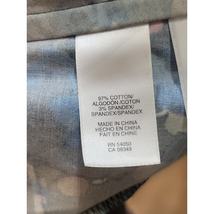 97% COTTON/
ALGODON/COTON
3% SPANDEX/
SPANDEX/SPANDEX
MADE IN CHINA
HECHO EN CHINA
FAIT EN CHINE
RN 54050
CA 06349